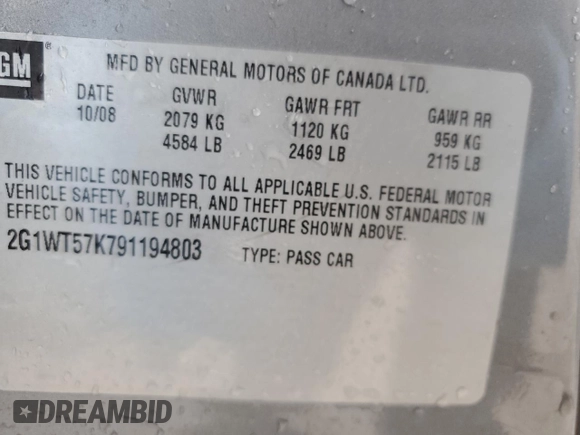 GM
MFD BY GENERAL MOTORS OF CANADA LTD.
DATE GVWR GAWR FRT GAWR RR
10/08 2079 KG 1120 KG 959 KG
4584 LB 2469 LB 2115 LB
THIS VEHICLE CONFORMS TO ALL APPLICABLE U.S. FEDERAL MOTOR
VEHICLE SAFETY, BUMPER, AND THEFT PREVENTION STANDARDS IN
EFFECT ON THE DATE OF MANUFACTURE SHOWN ABOVE.
2G1WT57K791194803 TYPE: PASS CAR
DREAMBID